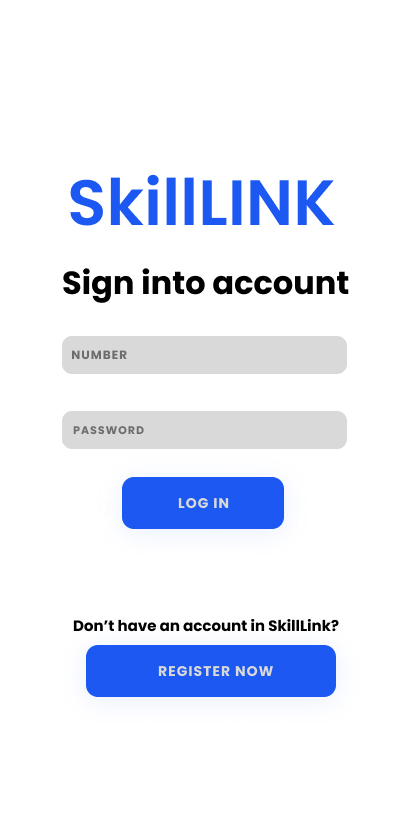 SkillLINK
Sign into account
NUMBER
PASSWORD
LOG IN
Don’t have an account in SkillLink?
REGISTER NOW